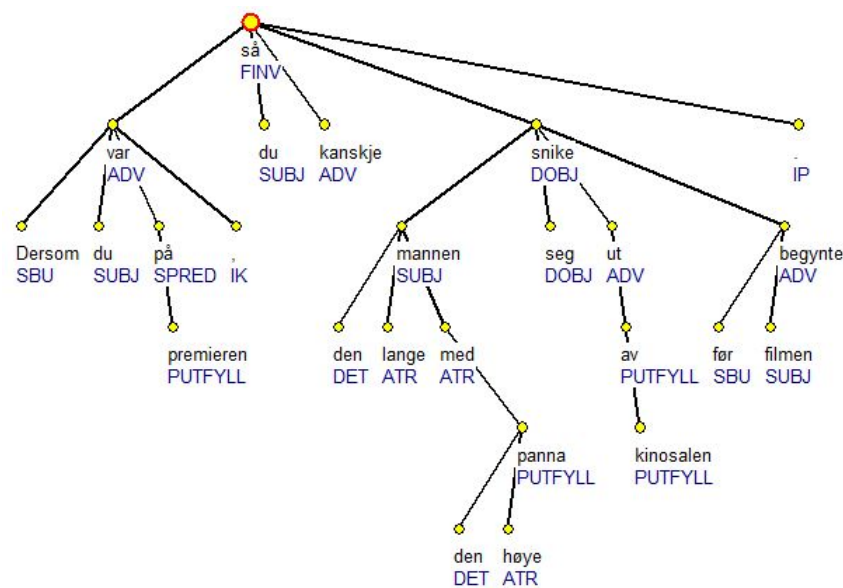 så
FINV
var
ADV
du
SUBJ
kanskje
ADV
snike
DOBJ
.
IP
Dersom
SBU
du
SUBJ
på
SPRED
,
IK
mannen
SUBJ
seg
DOBJ
ut
ADV
begynte
ADV
premieren
PUTFYLL
den
DET
lange
ATR
med
ATR
av
PUTFYLL
før
SBU
filmen
SUBJ
panna
PUTFYLL
kinosalen
PUTFYLL
den
DET
høye
ATR